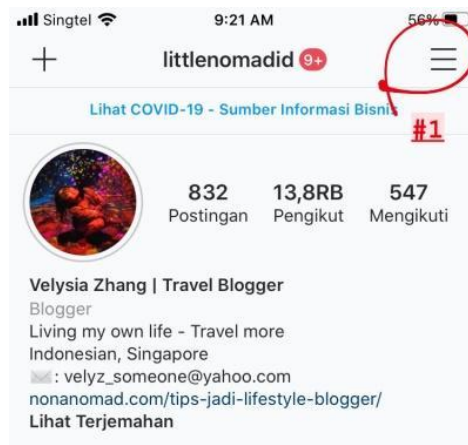 Singtel 9:21 AM 56%
littlenomadid 9+
Lihat COVID-19 - Sumber Informasi Bisnis
#1
832 13,8RB 547
Postingan Pengikut Mengikuti
Velysia Zhang | Travel Blogger
Blogger
Living my own life - Travel more
Indonesian, Singapore
: velyz_someone@yahoo.com
nonanomad.com/tips-jadi-lifestyle-blogger/
Lihat Terjemahan